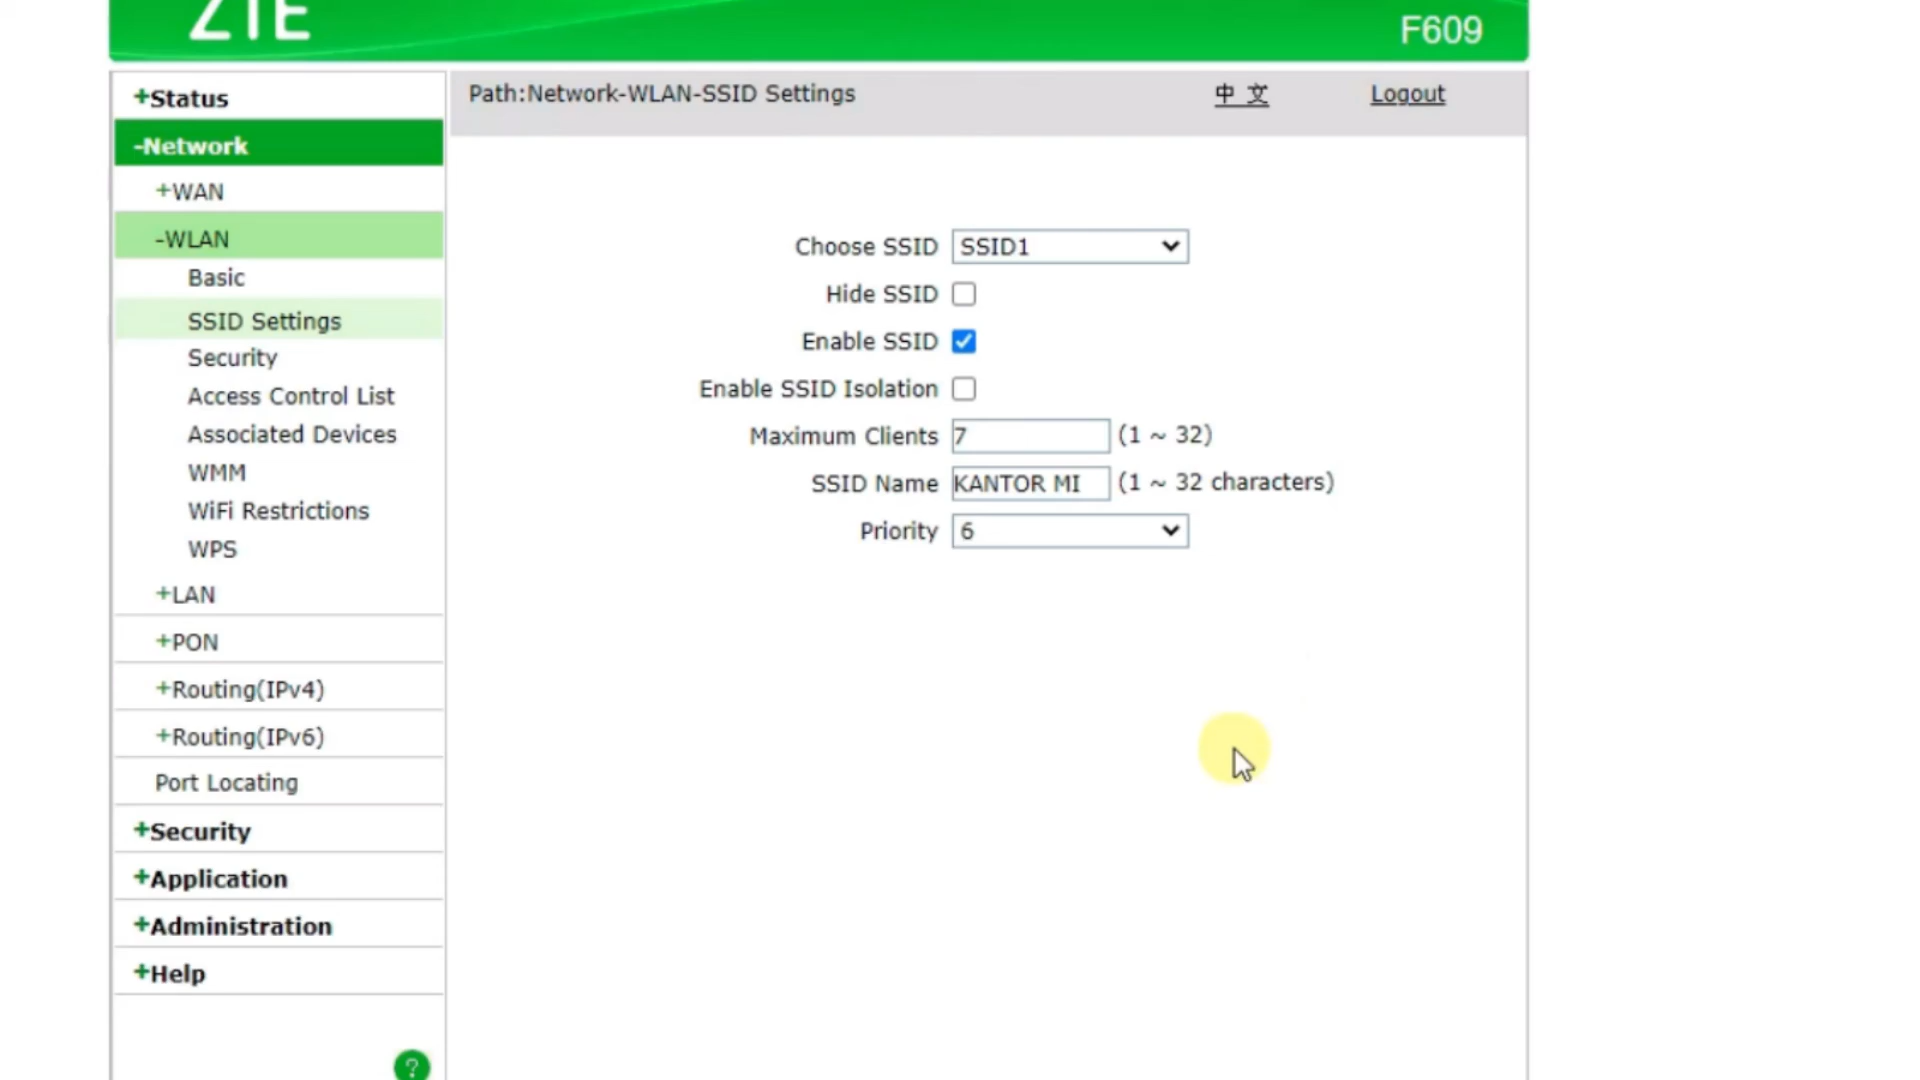 ZTE
F609
+Status
Path:Network-WLAN-SSID Settings
中 文
Logout
-Network
+WAN
-WLAN
Basic
SSID Settings
Security
Access Control List
Associated Devices
WMM
WiFi Restrictions
WPS
+LAN
+PON
+Routing(IPv4)
+Routing(IPv6)
Port Locating
+Security
+Application
+Administration
+Help
?
Choose SSID SSID1
Hide SSID
Enable SSID
Enable SSID Isolation
Maximum Clients 7 (1 ~ 32)
SSID Name KANTOR MI (1 ~ 32 characters)
Priority 6